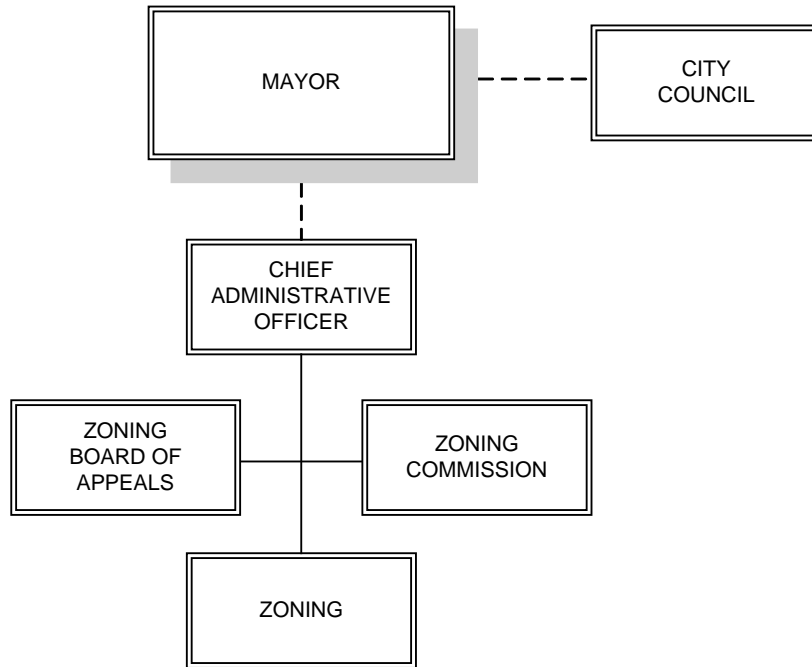 MAYOR
CITY
COUNCIL
CHIEF
ADMINISTRATIVE
OFFICER
ZONING
BOARD OF
APPEALS
ZONING
COMMISSION
ZONING